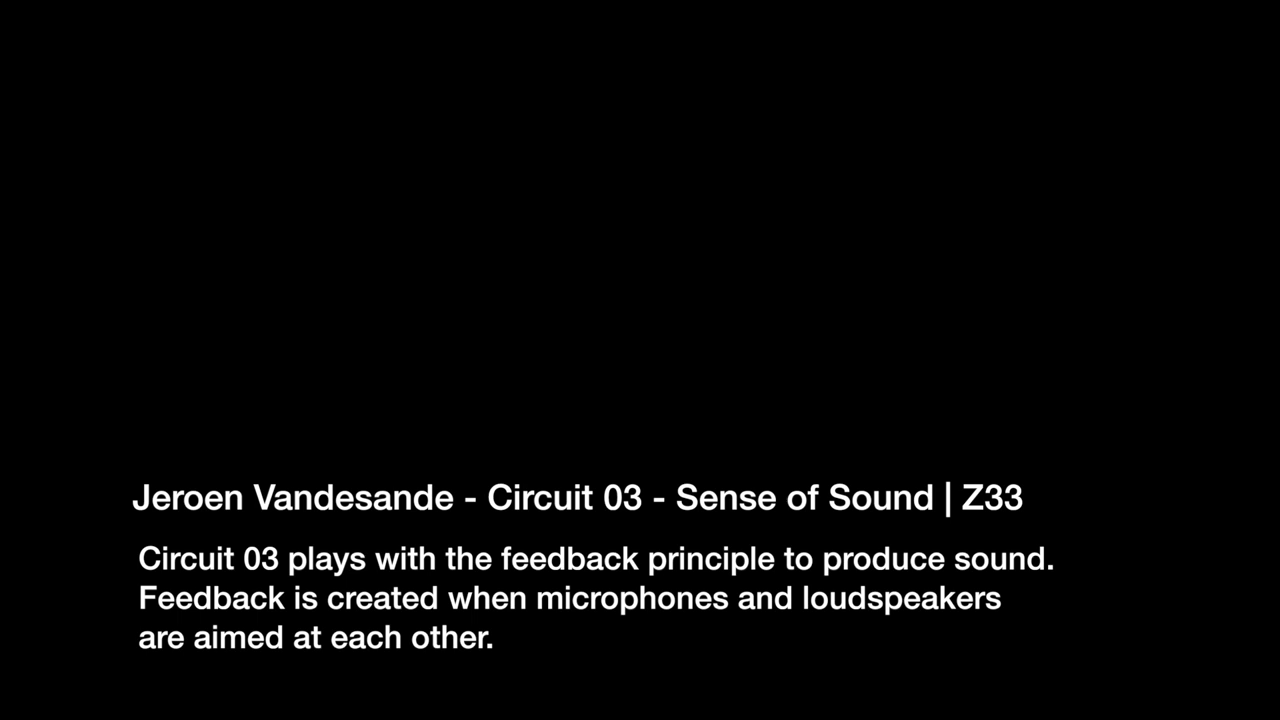 Jeroen Vandesande - Circuit 03 - Sense of Sound | Z33
Circuit 03 plays with the feedback principle to produce sound.
Feedback is created when microphones and loudspeakers
are aimed at each other.